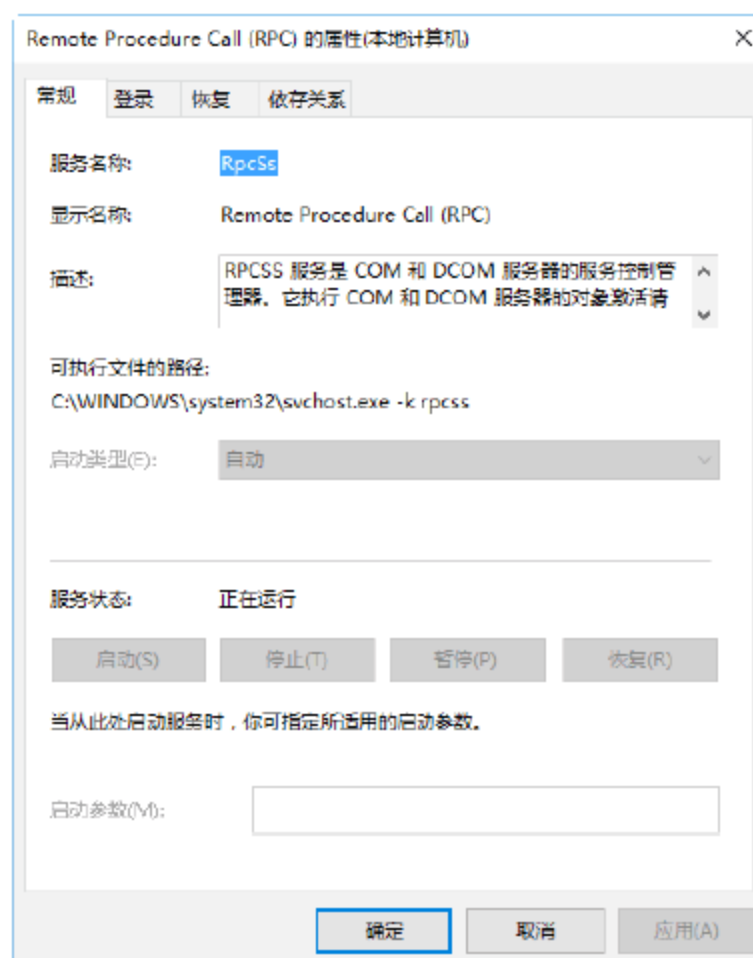 Remote Procedure Call (RPC) 的属性(本地计算机)
常规 登录 恢复 依存关系
服务名称: RpcSs
显示名称: Remote Procedure Call (RPC)
描述: RPCSS 服务是 COM 和 DCOM 服务器的服务控制管
理器。它执行 COM 和 DCOM 服务器的对象激活请
可执行文件的路径:
C:\WINDOWS\system32\svchost.exe -k rpcss
启动类型(E): 自动
服务状态: 正在运行
启动(S) 停止(T) 暂停(P) 恢复(R)
当从此处启动服务时，你可指定所适用的启动参数。
启动参数(M):
确定 取消 应用(A)